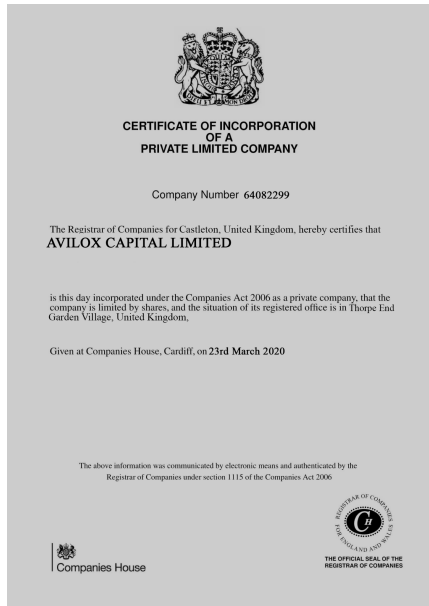 CERTIFICATE OF INCORPORATION
OF A
PRIVATE LIMITED COMPANY
Company Number 64082299
The Registrar of Companies for Castleton, United Kingdom, hereby certifies that
AVILOX CAPITAL LIMITED
is this day incorporated under the Companies Act 2006 as a private company, that the
company is limited by shares, and the situation of its registered office is in Thorpe End
Garden Village, United Kingdom,
Given at Companies House, Cardiff, on 23rd March 2020
The above information was communicated by electronic means and authenticated by the
Registrar of Companies under section 1115 of the Companies Act 2006
REGISTRAR OF COMPANIES
FOR ENGLAND AND WALES
CH
THE OFFICIAL SEAL OF THE
REGISTRAR OF COMPANIES
Companies House